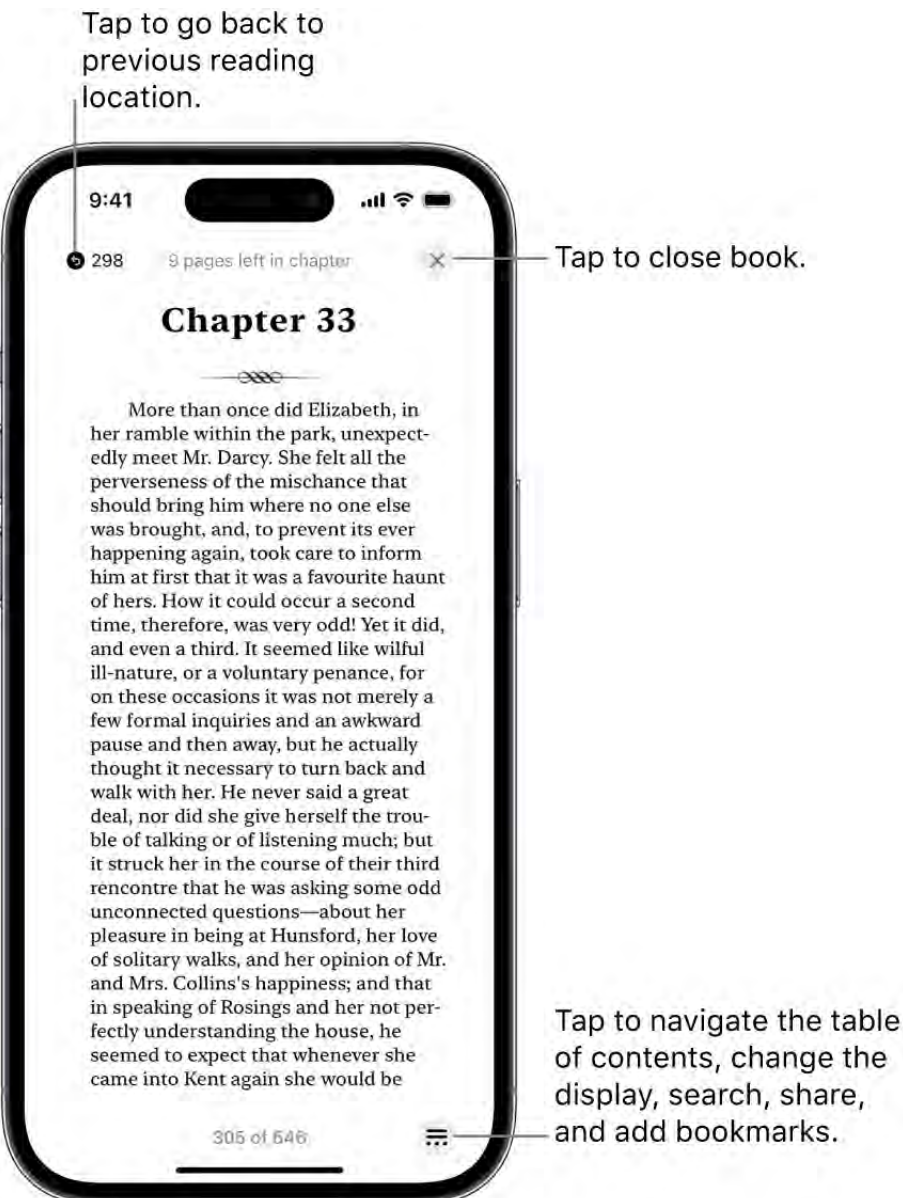 Tap to go back to
previous reading
location.
9:41
298
9 pages left in chapter
Tap to close book.
Chapter 33
More than once did Elizabeth, in
her ramble within the park, unexpect-
edly meet Mr. Darcy. She felt all the
perverseness of the mischance that
should bring him where no one else
was brought, and, to prevent its ever
happening again, took care to inform
him at first that it was a favourite haunt
of hers. How it could occur a second
time, therefore, was very odd! Yet it did,
and even a third. It seemed like wilful
ill-nature, or a voluntary penance, for
on these occasions it was not merely a
few formal inquiries and an awkward
pause and then away, but he actually
thought it necessary to turn back and
walk with her. He never said a great
deal, nor did she give herself the trou-
ble of talking or of listening much; but
it struck her in the course of their third
rencontre that he was asking some odd
unconnected questions—about her
pleasure in being at Hunsford, her love
of solitary walks, and her opinion of Mr.
and Mrs. Collins's happiness; and that
in speaking of Rosings and her not per-
fectly understanding the house, he
seemed to expect that whenever she
came into Kent again she would be
305 of 546
Tap to navigate the table
of contents, change the
display, search, share,
and add bookmarks.